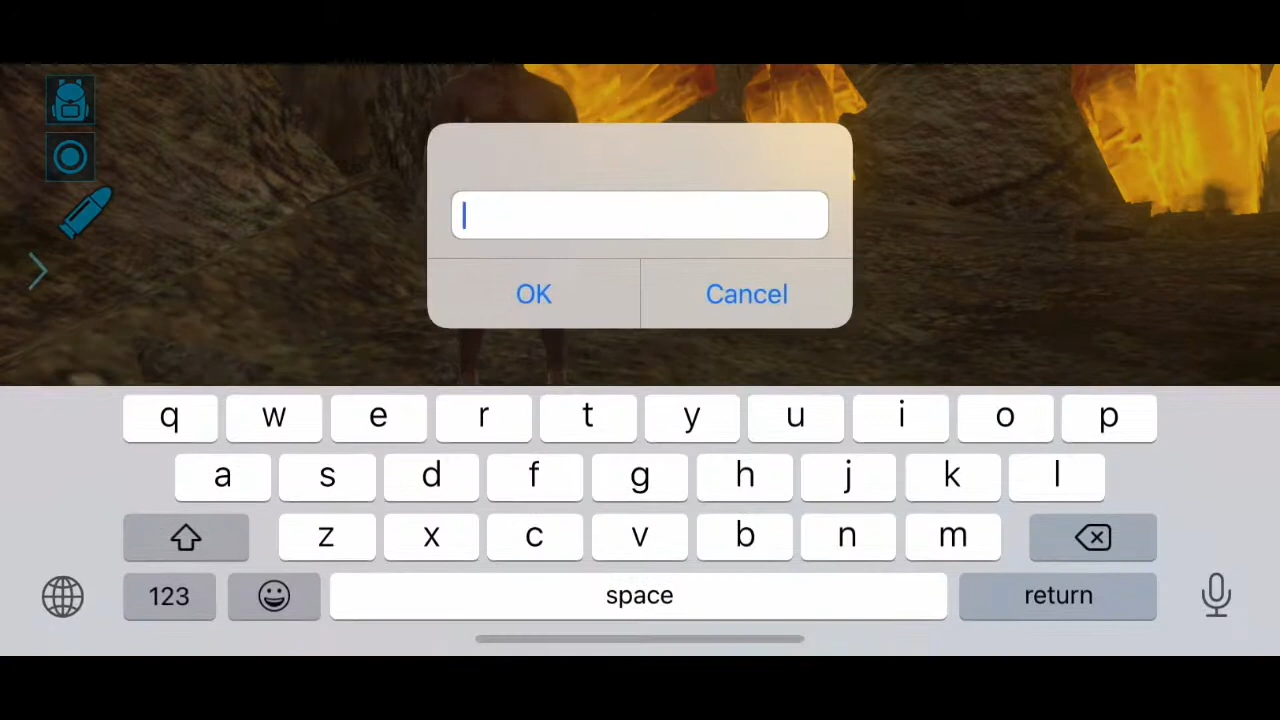 OK Cancel
q w e r t y u i o p
a s d f g h j k l
z x c v b n m
123 space return